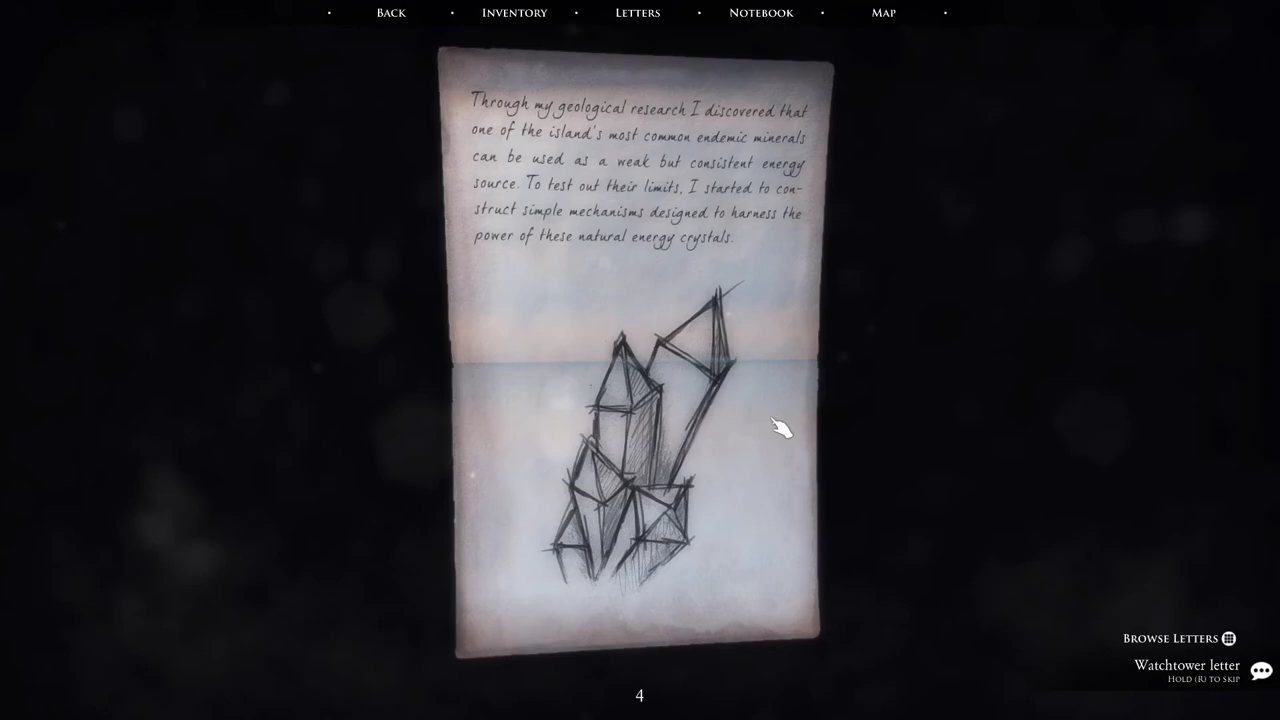 BACK INVENTORY LETTERS NOTEBOOK MAP
Through my geological research I discovered that
one of the island's most common endemic minerals
can be used as a weak but consistent energy
source. To test out their limits, I started to con-
struct simple mechanisms designed to harness the
power of these natural energy crystals.
BROWSE LETTERS
Watchtower letter
HOLD (R) TO SKIP
4